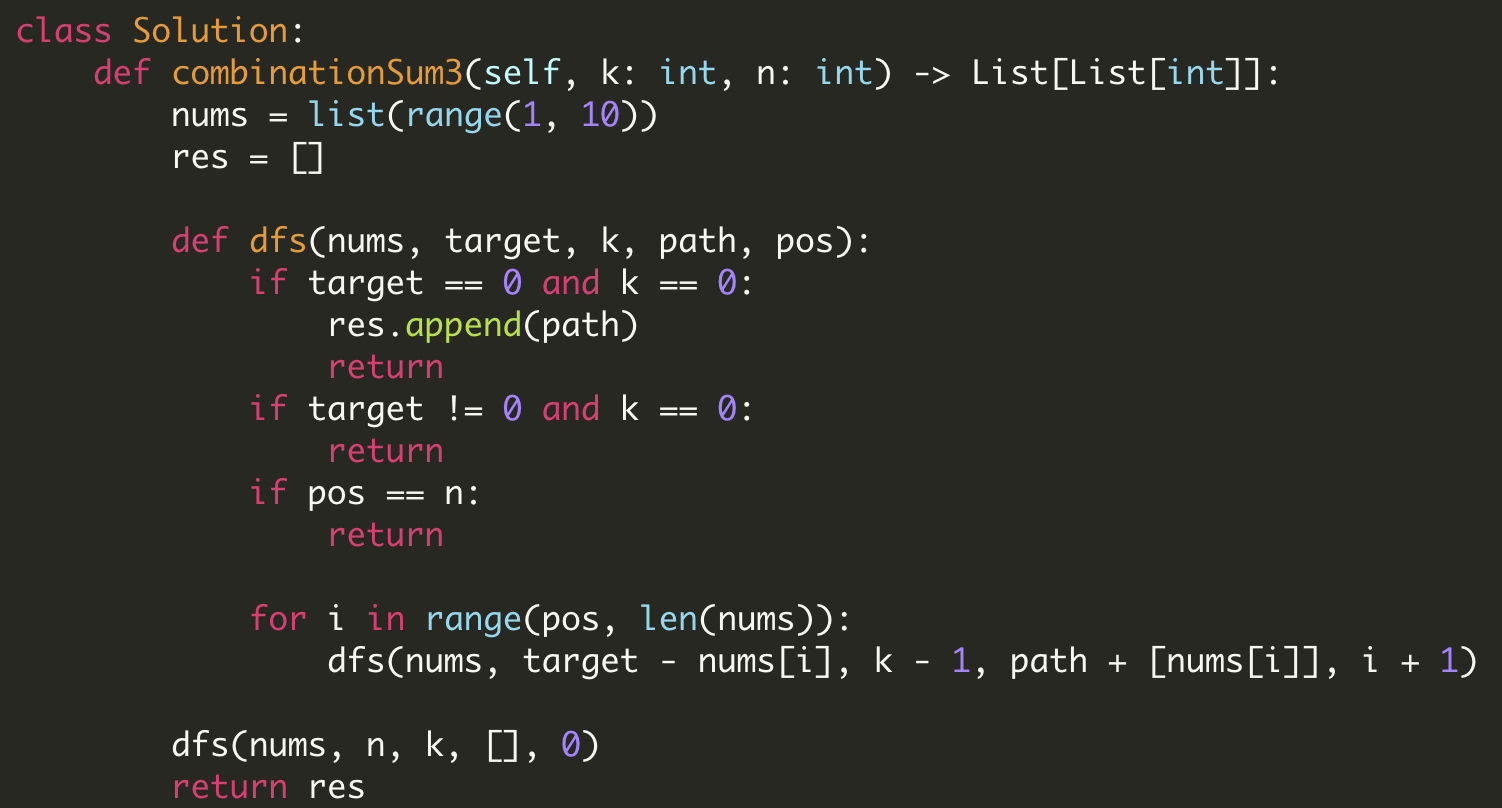 class Solution:
    def combinationSum3(self, k: int, n: int) -> List[List[int]]:
        nums = list(range(1, 10))
        res = []

        def dfs(nums, target, k, path, pos):
            if target == 0 and k == 0:
                res.append(path)
                return
            if target != 0 and k == 0:
                return
            if pos == n:
                return

            for i in range(pos, len(nums)):
                dfs(nums, target - nums[i], k - 1, path + [nums[i]], i + 1)

        dfs(nums, n, k, [], 0)
        return res